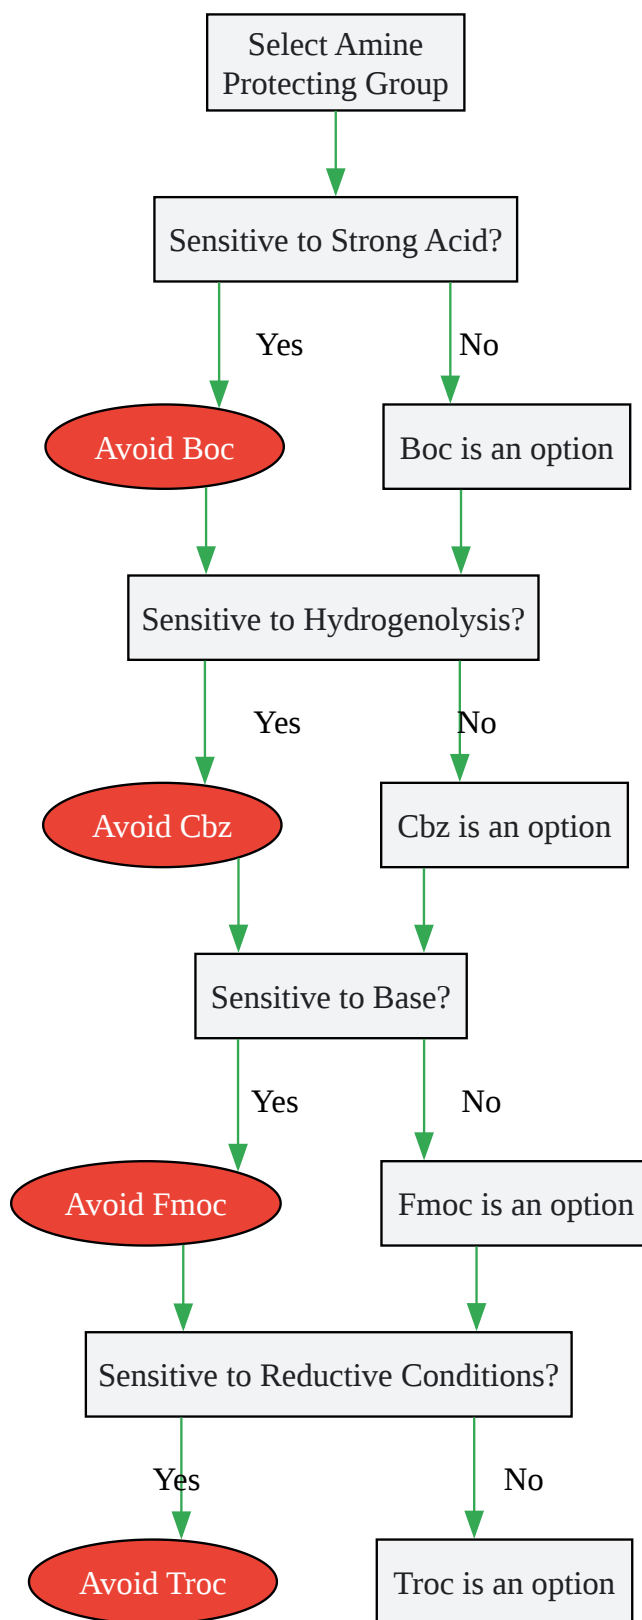 Select Amine
Protecting Group
Sensitive to Strong Acid?
Yes
No
Avoid Boc
Boc is an option
Sensitive to Hydrogenolysis?
Yes
No
Avoid Cbz
Cbz is an option
Sensitive to Base?
Yes
No
Avoid Fmoc
Fmoc is an option
Sensitive to Reductive Conditions?
Yes
No
Avoid Troc
Troc is an option